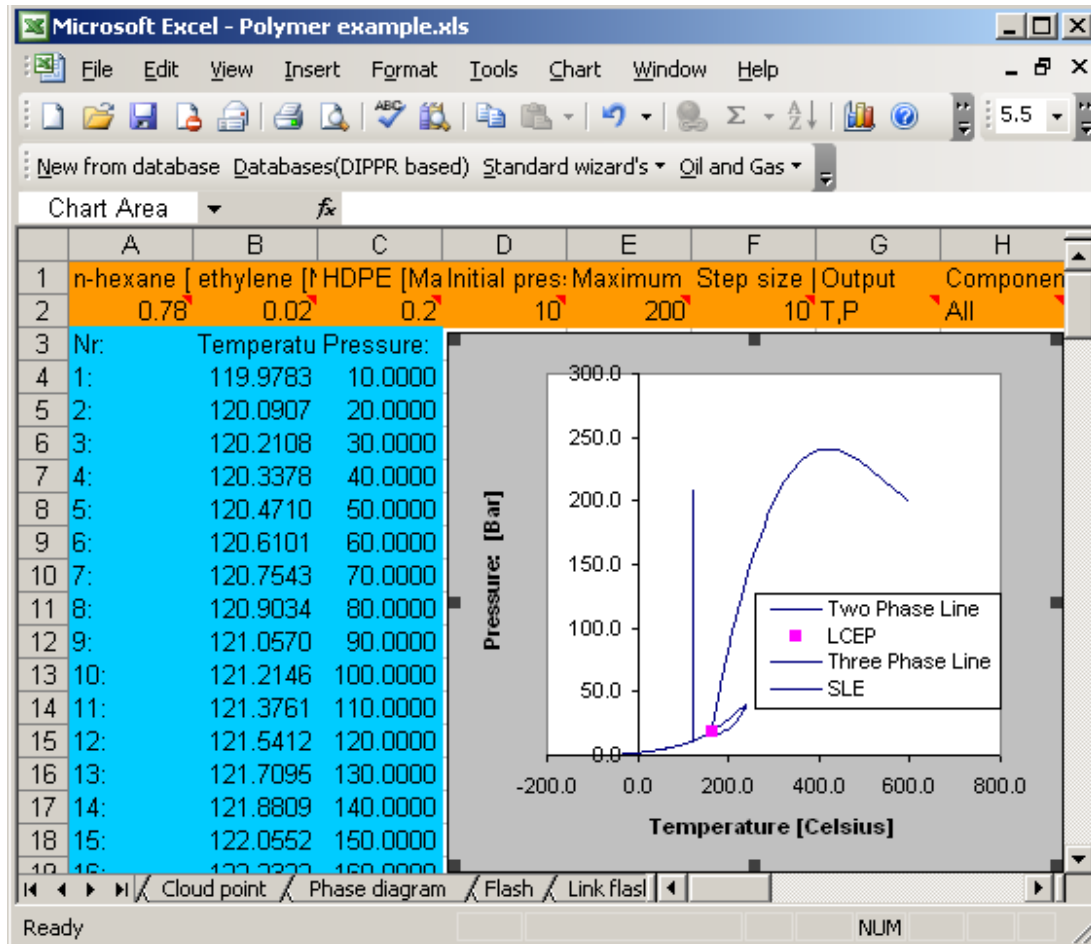 Microsoft Excel - Polymer example.xls
File Edit View Insert Format Tools Chart Window Help
ABC Σ A Z 5.5
New from database Databases(DIPPR based) Standard wizard's Oil and Gas
Chart Area fx
A B C D E F G H
1 n-hexane [ ethylene [M HDPE [Ma Initial pres: Maximum Step size | Output Componen
2 0.78 0.02 0.2 10 200 10 T,P All
3 Nr: Temperatu Pressure:
4 1: 119.9783 10.0000
5 2: 120.0907 20.0000
6 3: 120.2108 30.0000
7 4: 120.3378 40.0000
8 5: 120.4710 50.0000
9 6: 120.6101 60.0000
10 7: 120.7543 70.0000
11 8: 120.9034 80.0000
12 9: 121.0570 90.0000
13 10: 121.2146 100.0000
14 11: 121.3761 110.0000
15 12: 121.5412 120.0000
16 13: 121.7095 130.0000
17 14: 121.8809 140.0000
18 15: 122.0552 150.0000
300.0
250.0
200.0
150.0
100.0
50.0
0.0
Pressure: [Bar]
-200.0 0.0 200.0 400.0 600.0 800.0
Temperature [Celsius]
Two Phase Line
LCEP
Three Phase Line
SLE
Cloud point Phase diagram Flash Link flasl
Ready NUM